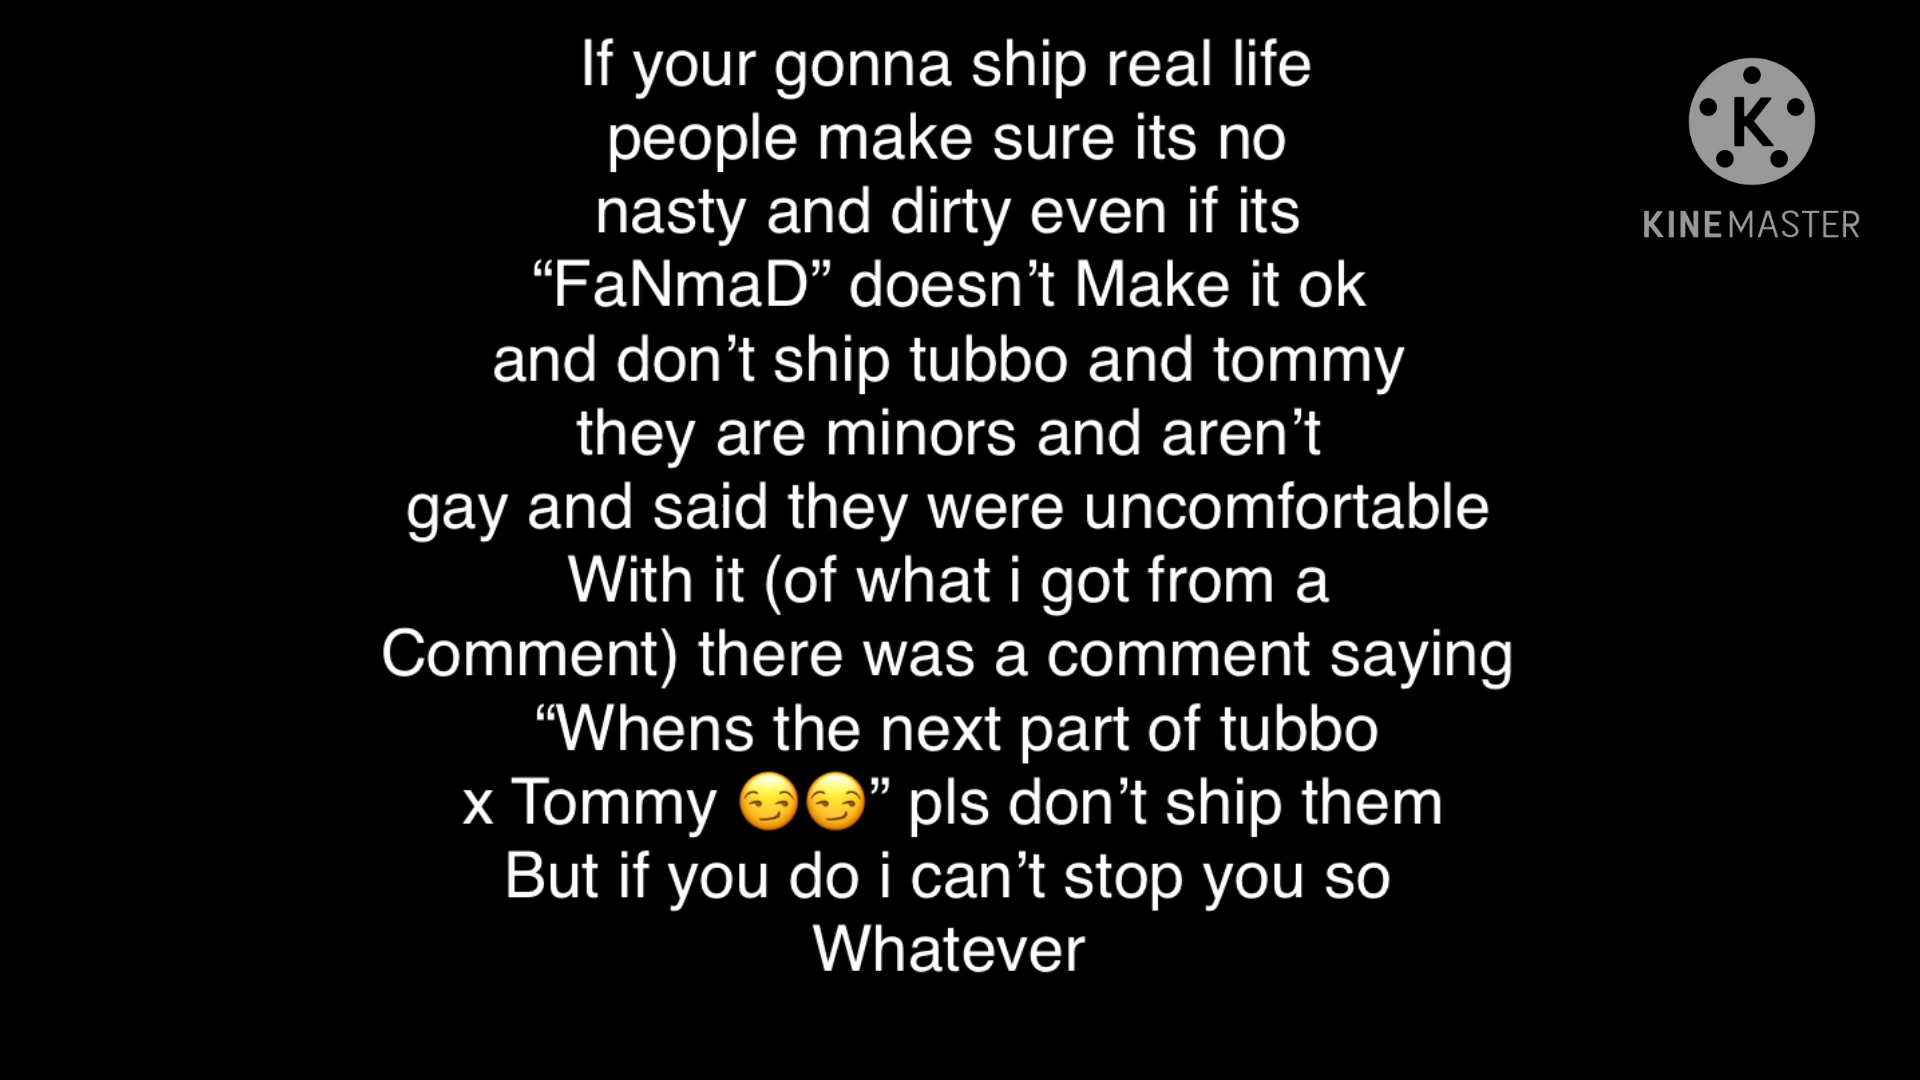 If your gonna ship real life
people make sure its no
nasty and dirty even if its
“FaNmaD” doesn’t Make it ok
and don’t ship tubbo and tommy
they are minors and aren’t
gay and said they were uncomfortable
With it (of what i got from a
Comment) there was a comment saying
“Whens the next part of tubbo
x Tommy 😏😏” pls don’t ship them
But if you do i can’t stop you so
Whatever
K
KINEMASTER